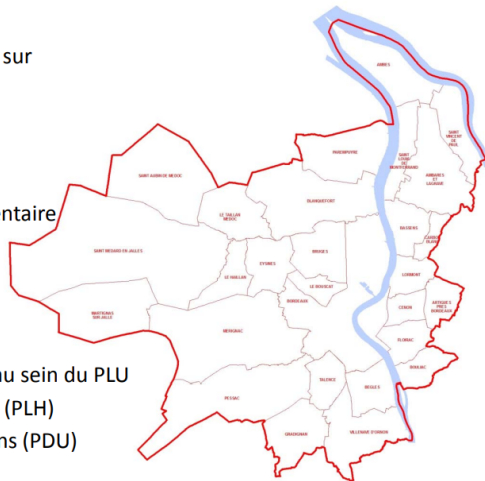 sur
entaire
au sein du PLU
(PLH)
ns (PDU)
AMBES
SAINT VINCENT DE PAUL
PAREMPUYRE
SAINT LOUIS DE MONTFERRAND
AMBARES ET LAGRAVE
SAINT AUBIN DE MEDOC
LE TAILLAN MEDOC
BLANQUEFORT
BASSENS
CARBON BLANC
SAINT MEDARD EN JALLES
EYSINES
BRUGES
LORMONT
LE HAILLAN
LE BOUSCAT
BORDEAUX
CENON
ARTIGUES PRES BORDEAUX
MARTIGNAS SUR JALLE
MERIGNAC
FLOIRAC
BOULIAC
TALENCE
BEGLES
PESSAC
GRADIGNAN
VILLENAVE D'ORNON